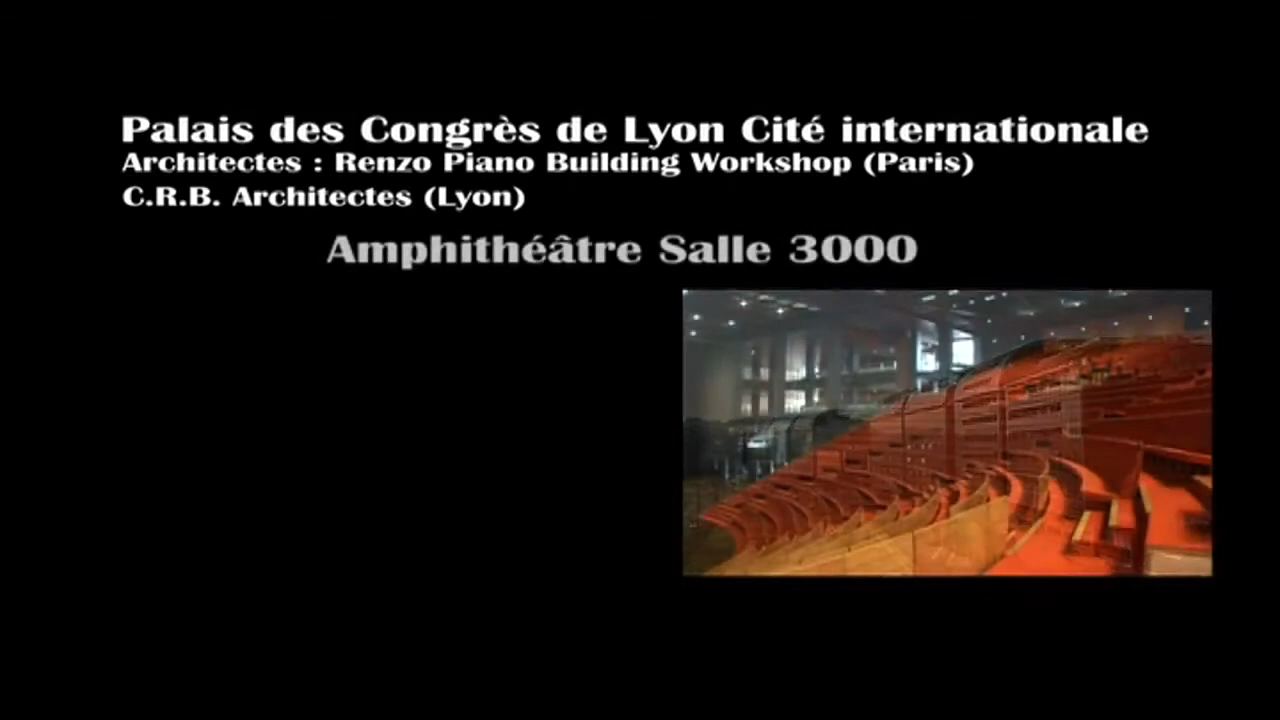 Palais des Congrès de Lyon Cité internationale
Architectes : Renzo Piano Building Workshop (Paris)
C.R.B. Architectes (Lyon)
Amphithéâtre Salle 3000